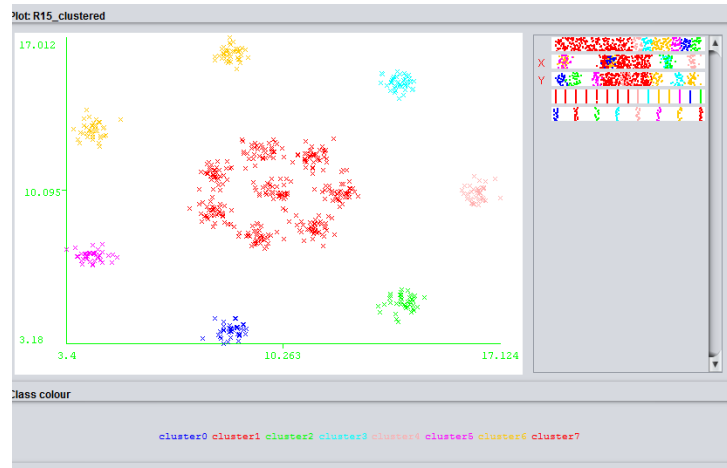 Plot: R15_clustered
17.012
10.095
3.18
3.4 10.263 17.124
X
Y
Class colour
cluster0 cluster1 cluster2 cluster3 cluster4 cluster5 cluster6 cluster7